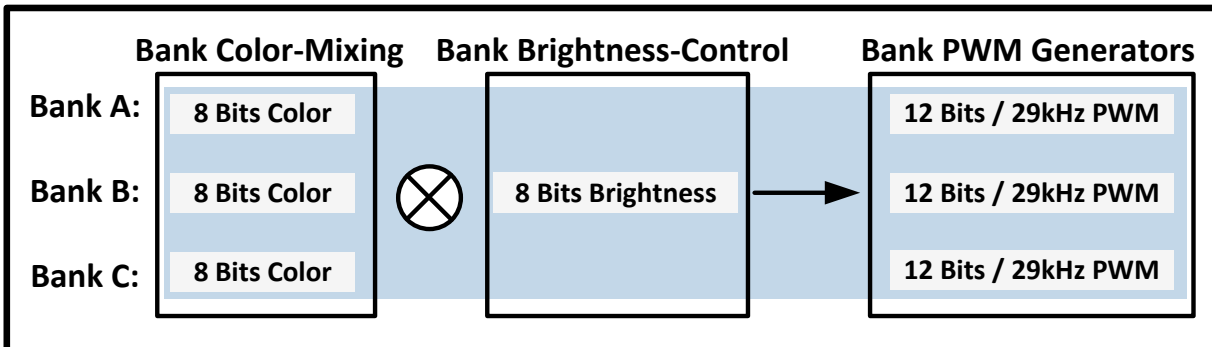 Bank Color-Mixing Bank Brightness-Control Bank PWM Generators
Bank A: 8 Bits Color 12 Bits / 29kHz PWM
Bank B: 8 Bits Color 8 Bits Brightness 12 Bits / 29kHz PWM
Bank C: 8 Bits Color 12 Bits / 29kHz PWM